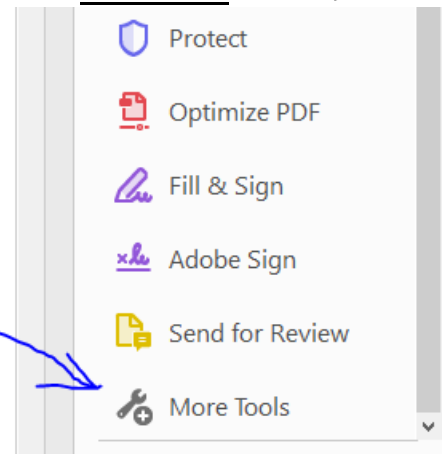 Protect
Optimize PDF
Fill & Sign
Adobe Sign
Send for Review
More Tools